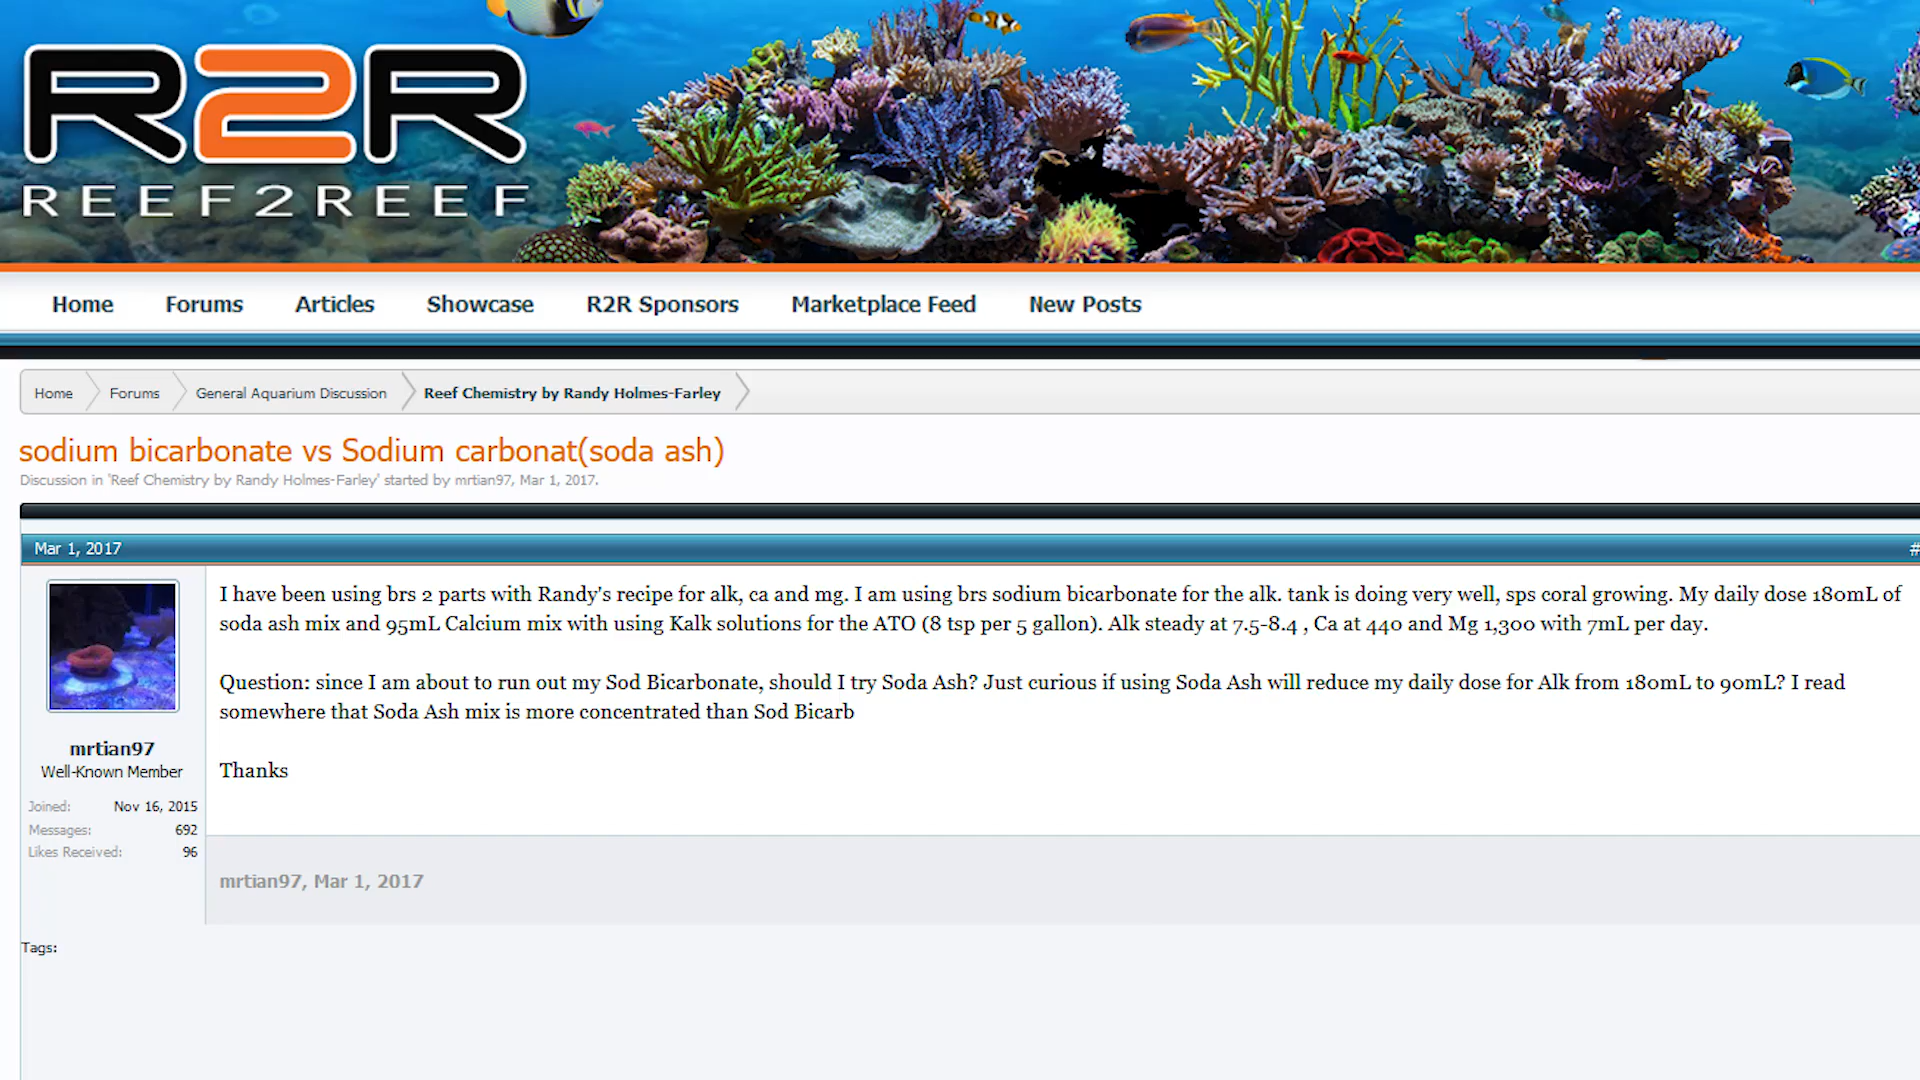 R2R
REEF2REEF
Home Forums Articles Showcase R2R Sponsors Marketplace Feed New Posts
Home Forums General Aquarium Discussion Reef Chemistry by Randy Holmes-Farley
sodium bicarbonate vs Sodium carbonat(soda ash)
Discussion in 'Reef Chemistry by Randy Holmes-Farley' started by mrtian97, Mar 1, 2017.
Mar 1, 2017 #
I have been using brs 2 parts with Randy's recipe for alk, ca and mg. I am using brs sodium bicarbonate for the alk. tank is doing very well, sps coral growing. My daily dose 180mL of
soda ash mix and 95mL Calcium mix with using Kalk solutions for the ATO (8 tsp per 5 gallon). Alk steady at 7.5-8.4 , Ca at 440 and Mg 1,300 with 7mL per day.
Question: since I am about to run out my Sod Bicarbonate, should I try Soda Ash? Just curious if using Soda Ash will reduce my daily dose for Alk from 180mL to 90mL? I read
somewhere that Soda Ash mix is more concentrated than Sod Bicarb
Thanks
mrtian97
Well-Known Member
Joined: Nov 16, 2015
Messages: 692
Likes Received: 96
mrtian97, Mar 1, 2017
Tags: